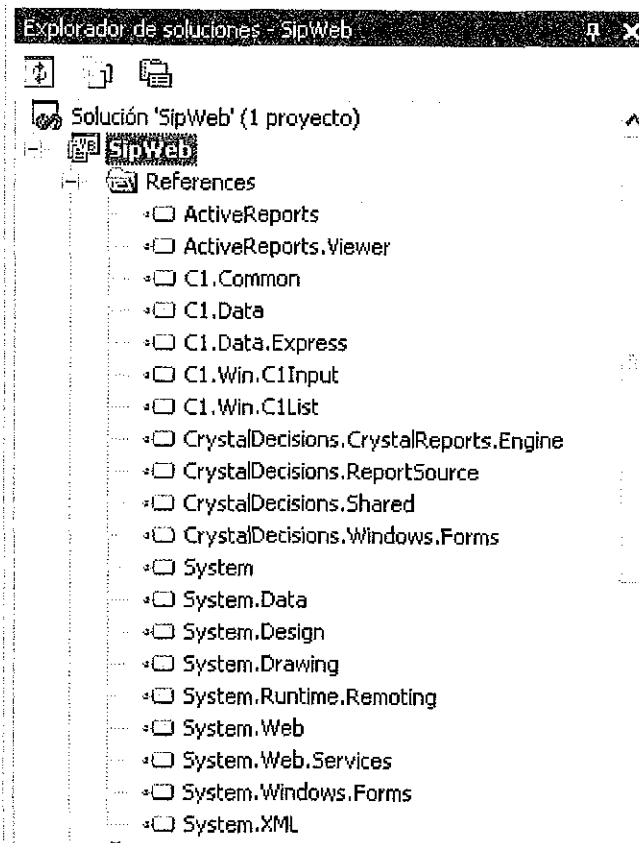 Explorador de soluciones - SipWeb
Solución 'SipWeb' (1 proyecto)
SipWeb
References
ActiveReports
ActiveReports.Viewer
C1.Common
C1.Data
C1.Data.Express
C1.Win.C1Input
C1.Win.C1List
CrystalDecisions.CrystalReports.Engine
CrystalDecisions.ReportSource
CrystalDecisions.Shared
CrystalDecisions.Windows.Forms
System
System.Data
System.Design
System.Drawing
System.Runtime.Remoting
System.Web
System.Web.Services
System.Windows.Forms
System.XML